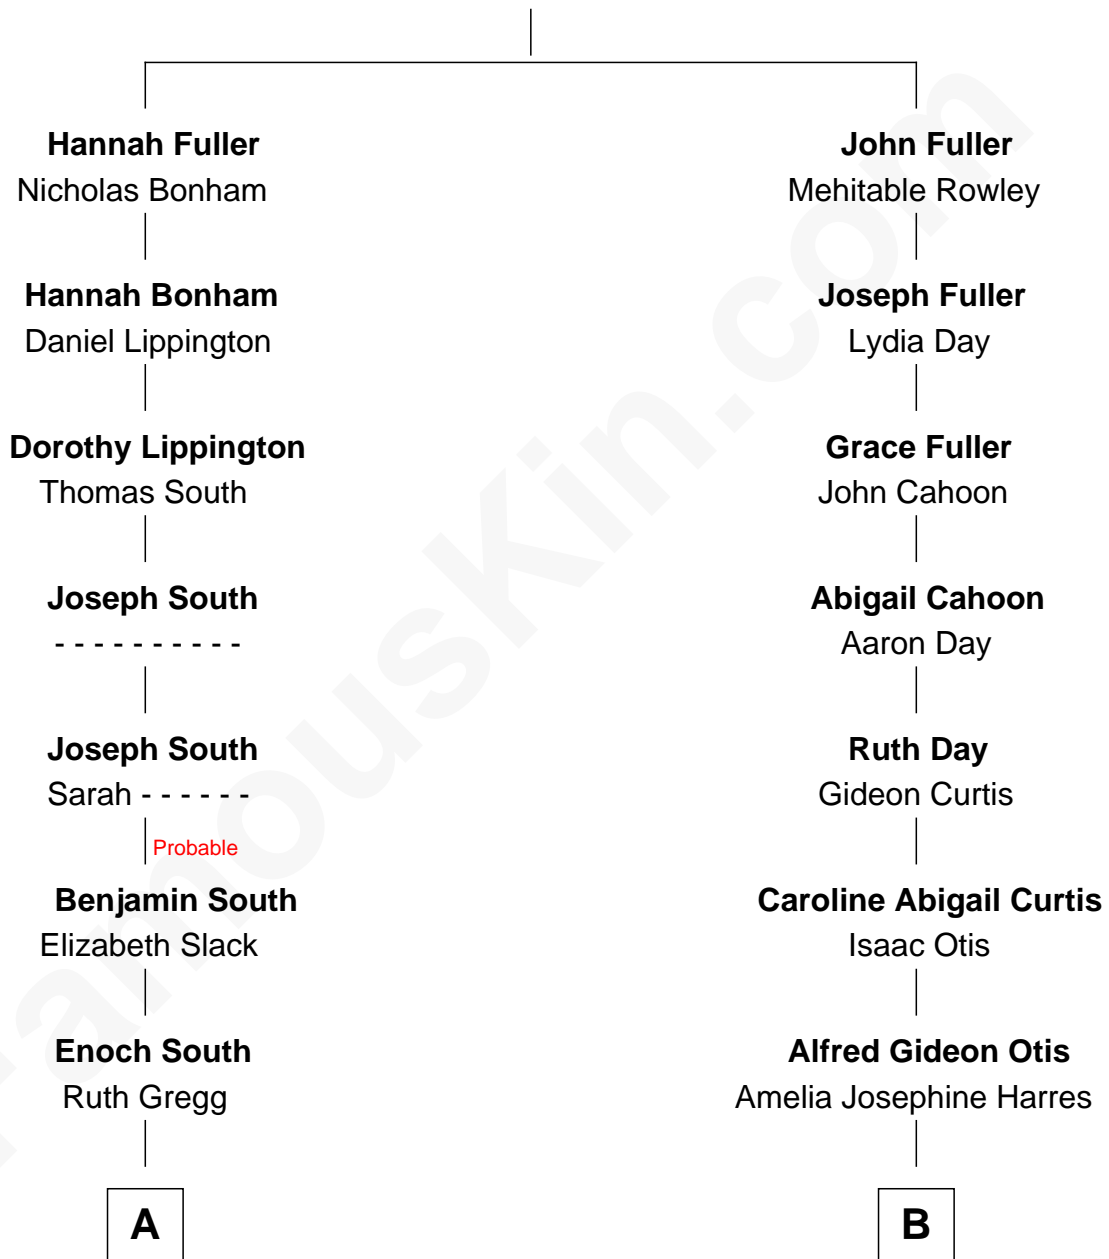 Hannah Fuller
Nicholas Bonham
Hannah Bonham
Daniel Lippington
Dorothy Lippington
Thomas South
Joseph South
- - - - - - - - - -
Joseph South
Sarah - - - - - -
Probable
Benjamin South
Elizabeth Slack
Enoch South
Ruth Gregg
A
John Fuller
Mehitable Rowley
Joseph Fuller
Lydia Day
Grace Fuller
John Cahoon
Abigail Cahoon
Aaron Day
Ruth Day
Gideon Curtis
Caroline Abigail Curtis
Isaac Otis
Alfred Gideon Otis
Amelia Josephine Harres
B
FamousKin.com